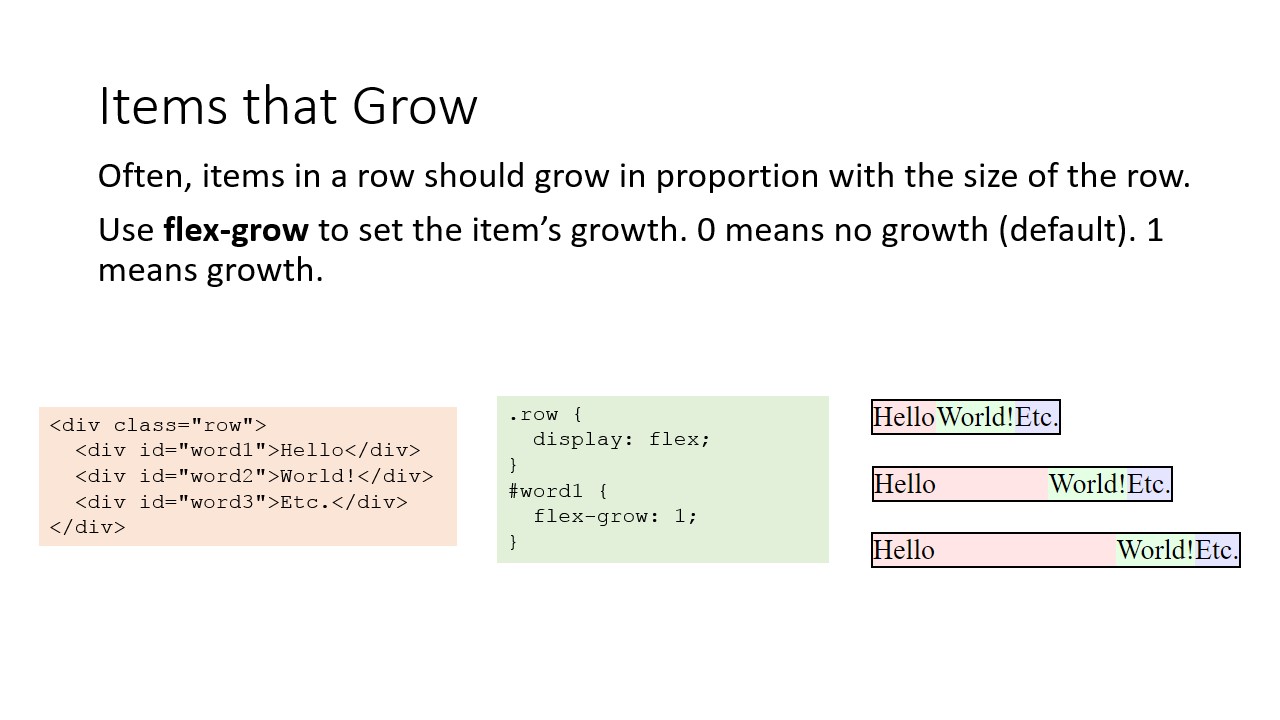 Items that Grow
Often, items in a row should grow in proportion with the size of the row.
Use flex-grow to set the item’s growth. 0 means no growth (default). 1
means growth.
<div class="row">
  <div id="word1">Hello</div>
  <div id="word2">World!</div>
  <div id="word3">Etc.</div>
</div>
.row {
  display: flex;
}
#word1 {
  flex-grow: 1;
}
HelloWorld!Etc.
Hello World!Etc.
Hello World!Etc.